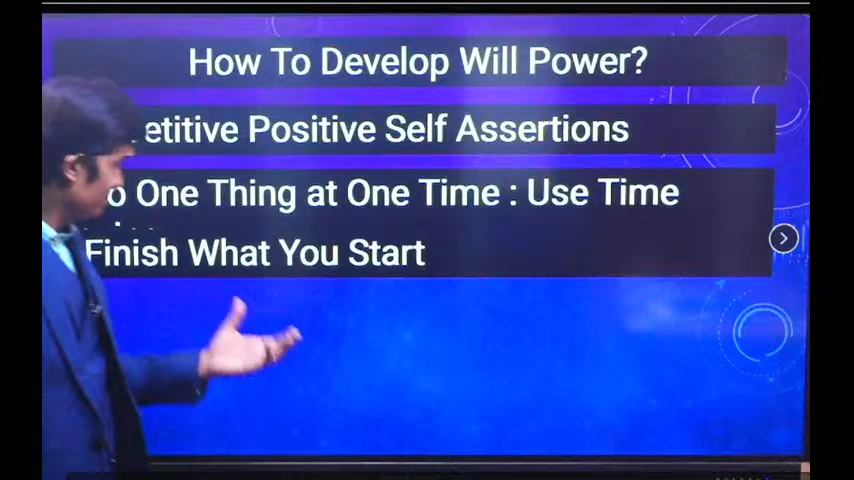 How To Develop Will Power?
etitive Positive Self Assertions
o One Thing at One Time : Use Time
Finish What You Start